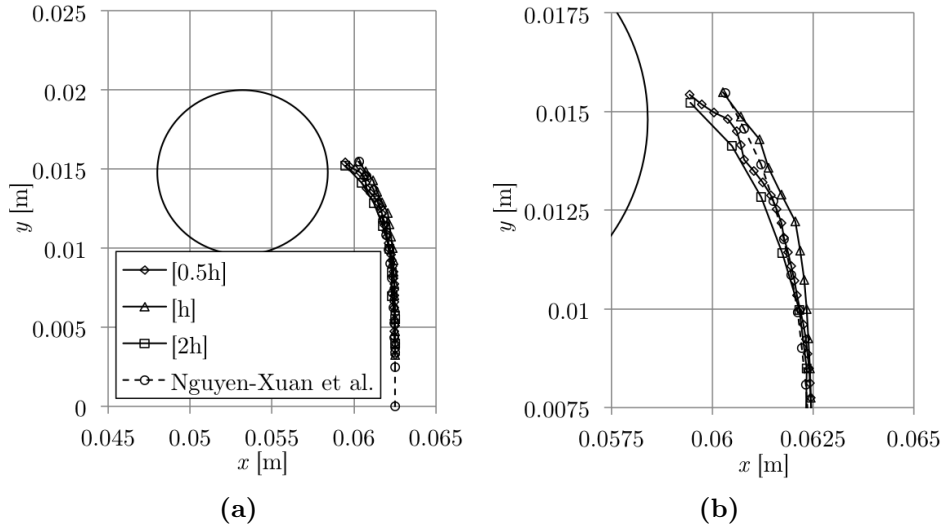 0.025
0.02
0.015
0.01
0.005
0
y [m]
[0.5h]
[h]
[2h]
Nguyen-Xuan et al.
0.045 0.05 0.055 0.06 0.065
x [m]
(a)
0.0175
0.015
0.0125
0.01
0.0075
y [m]
0.0575 0.06 0.0625 0.065
x [m]
(b)